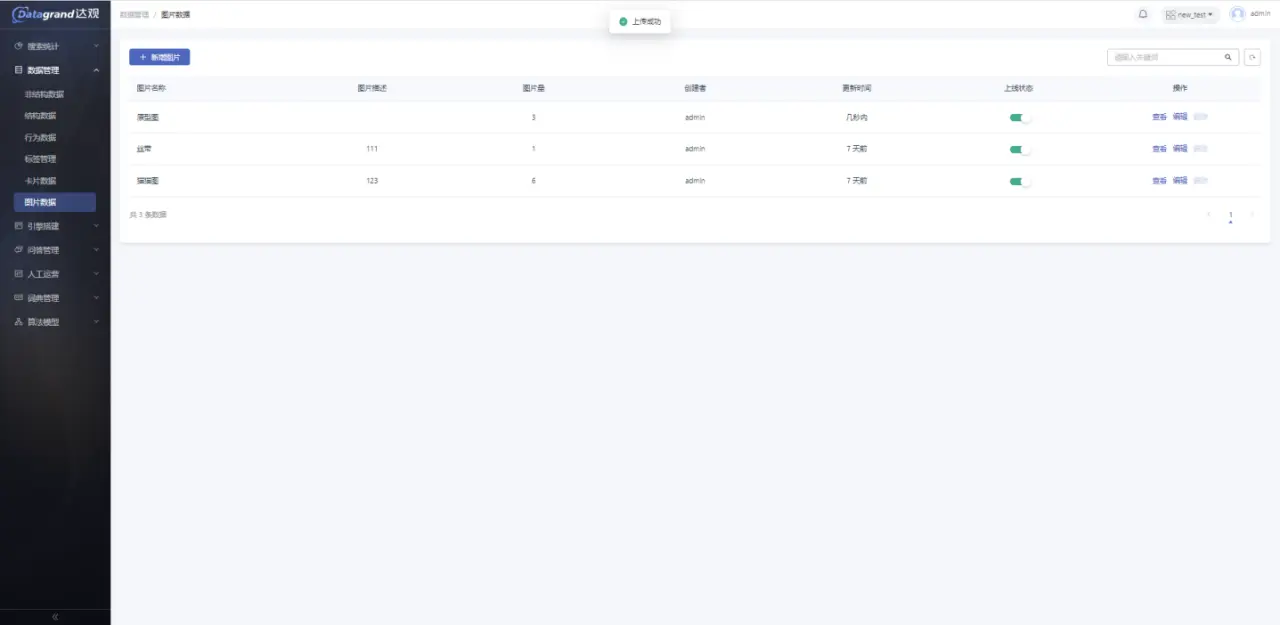 Datagrand达观
数据管理 / 图片数据
上传成功
new_test
admin
搜索统计
数据管理
非结构数据
结构数据
行为数据
标签管理
卡片数据
图片数据
引擎搭建
问答管理
人工运营
词典管理
算法模型
+ 新增图片
请输入关键词
图片名称 图片描述 图片量 创建者 更新时间 上线状态 操作
原型图 3 admin 几秒内 查看 编辑 删除
111 1 admin 7 天前 查看 编辑 删除
猫猫图 123 6 admin 7 天前 查看 编辑 删除
共 3 条数据
1